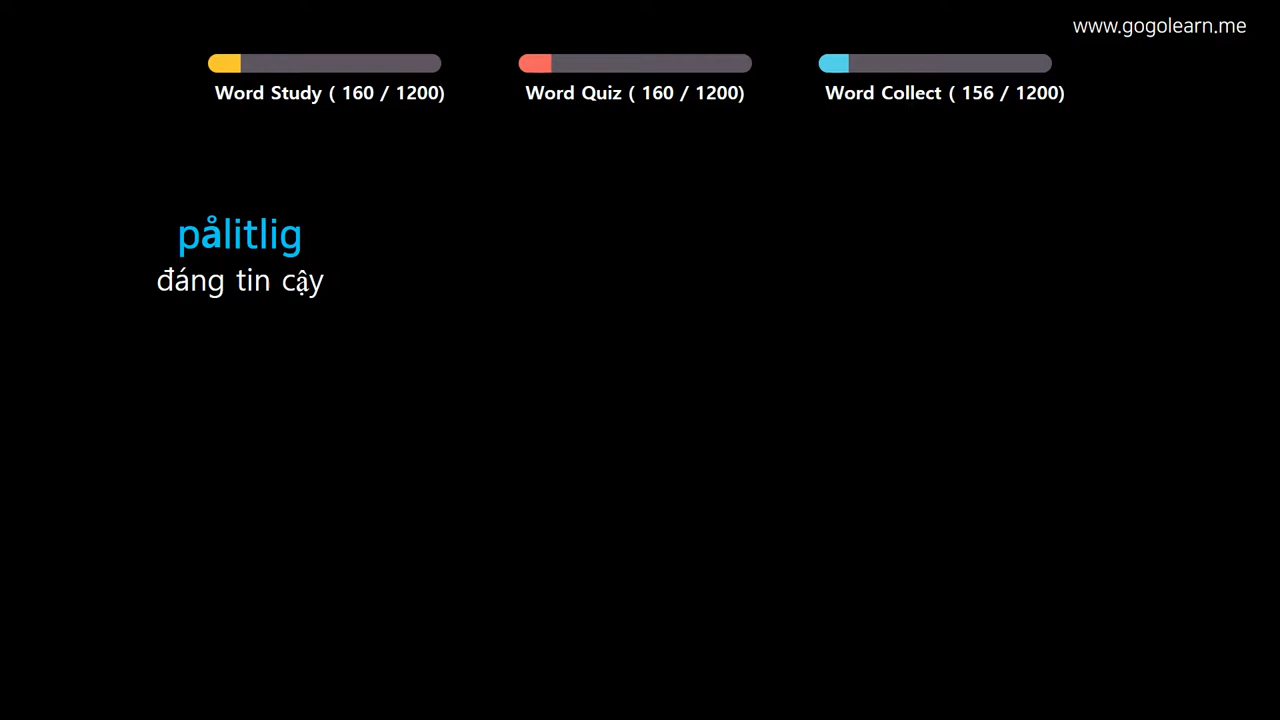 www.gogolearn.me
Word Study ( 160 / 1200)
Word Quiz ( 160 / 1200)
Word Collect ( 156 / 1200)
pålitlig
đáng tin cậy